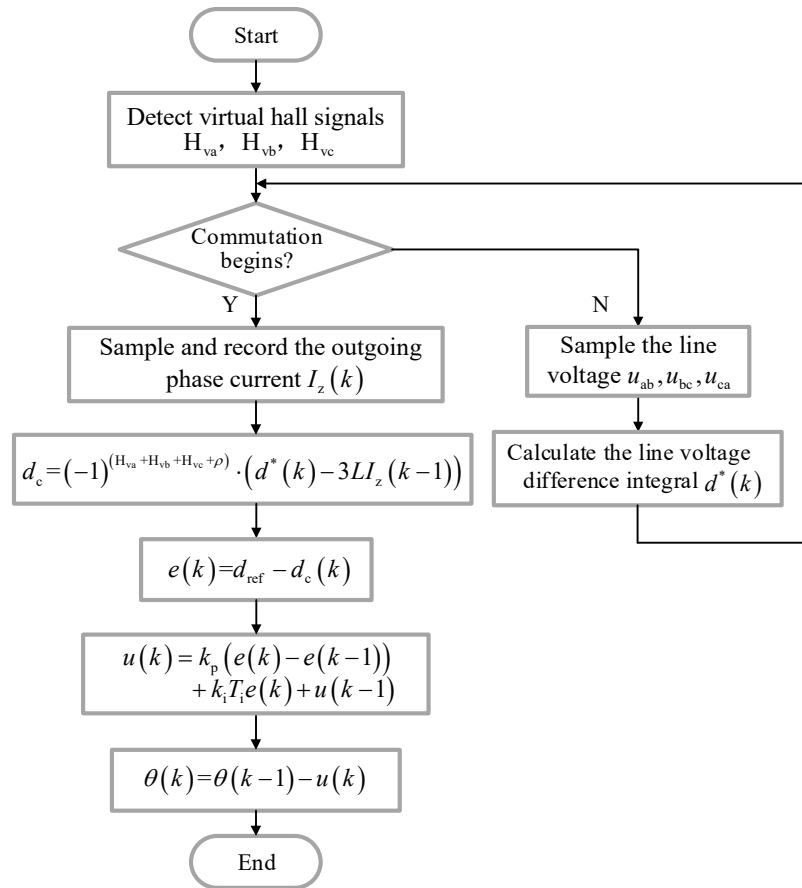 Start
Detect virtual hall signals
H_va, H_vb, H_vc
Commutation
begins?
Y
N
Sample and record the outgoing
phase current I_z(k)
Sample the line
voltage u_ab,u_bc,u_ca
d_c=(-1)^(H_va+H_vb+H_vc+ρ)·(d*(k)-3LI_z(k-1))
Calculate the line voltage
difference integral d*(k)
e(k)=d_ref-d_c(k)
u(k)=k_p(e(k)-e(k-1))
+k_iT_ie(k)+u(k-1)
θ(k)=θ(k-1)-u(k)
End